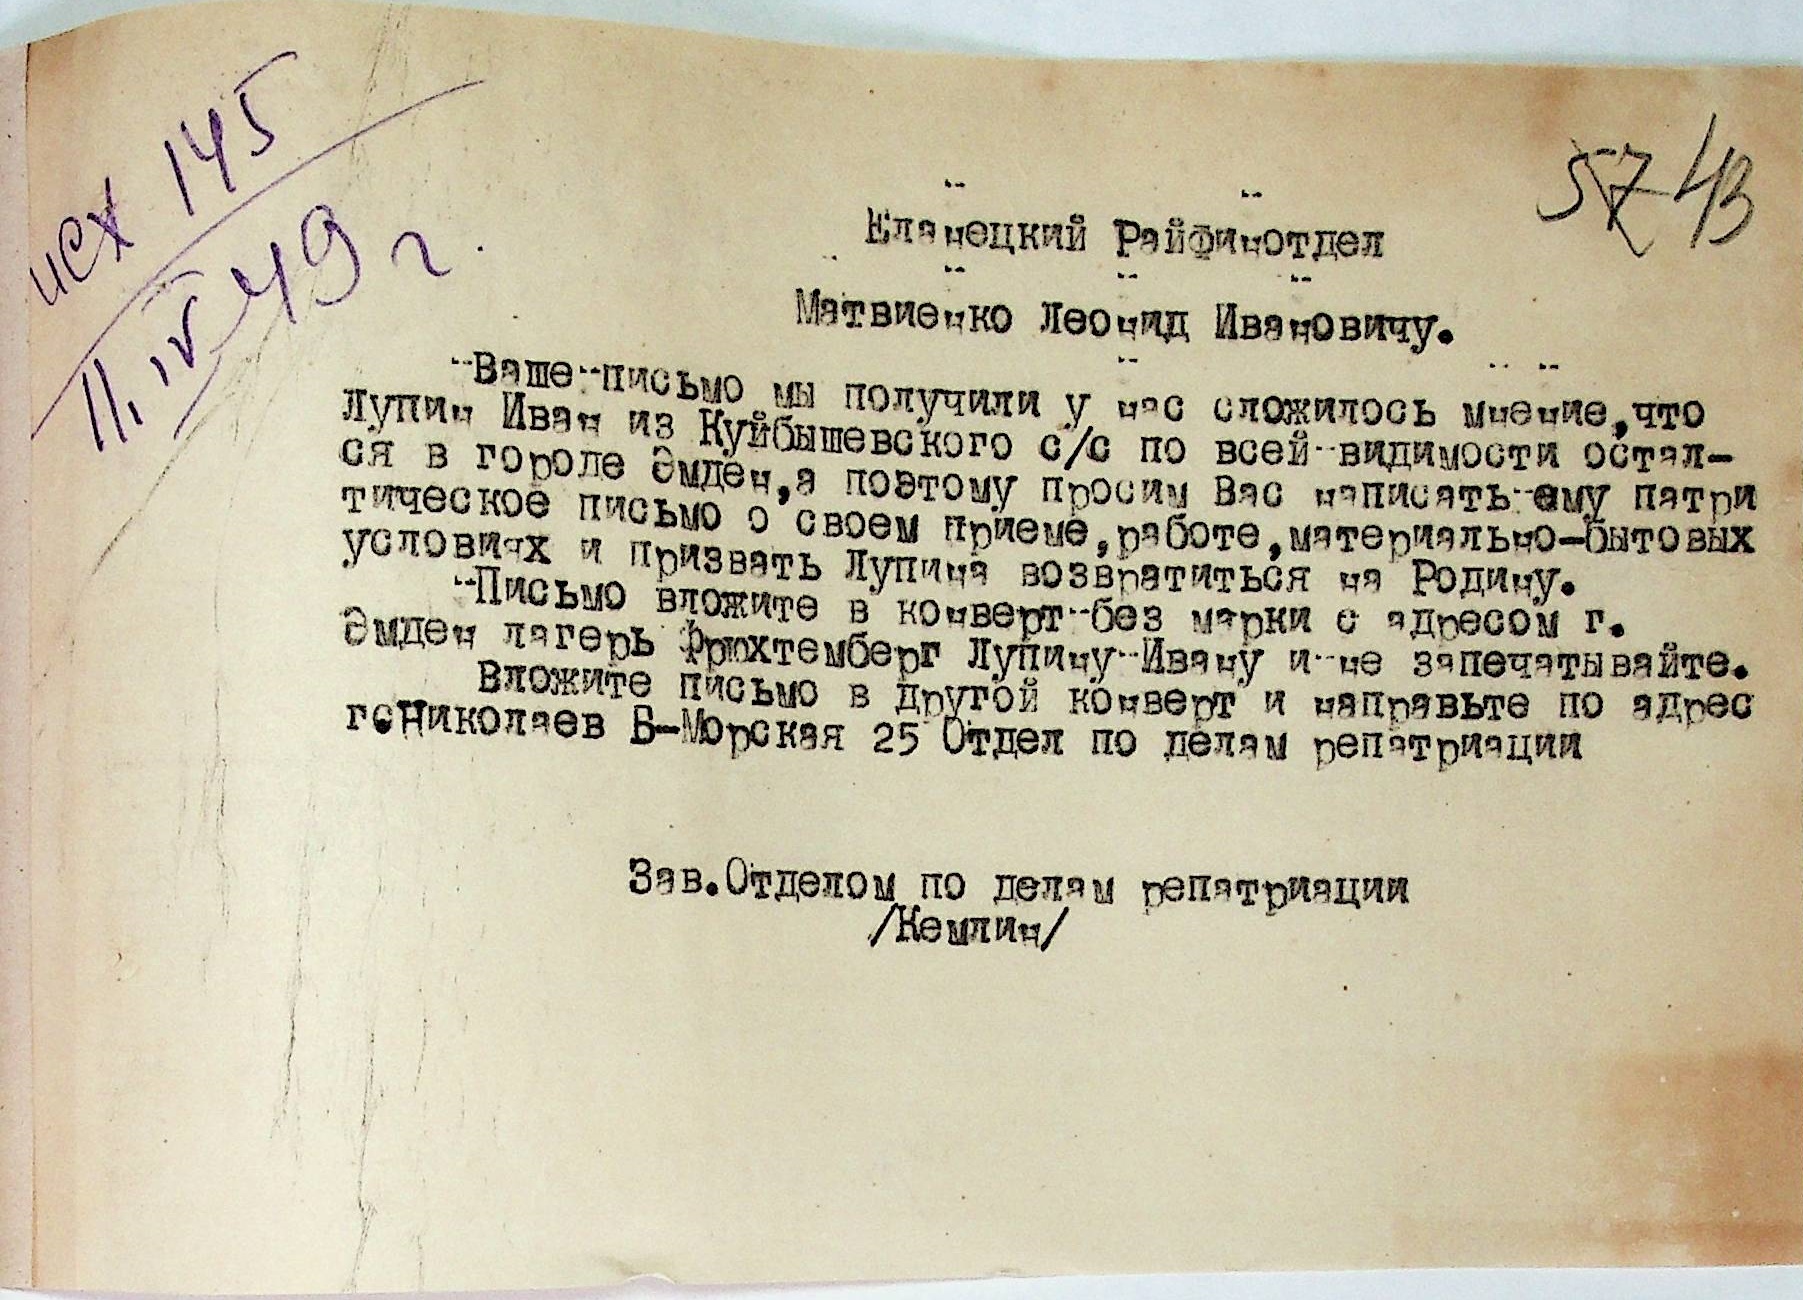 исх 145
11.IV 49 г.
57 43
Еланецкий Райфинотдел
Матвиенко Леонид Ивановичу.
Ваше письмо мы получили у нас сложилось мнение,что
Лупин Иван из Куйбышевского с/с по всей видимости остал-
ся в городе Эмден,а поэтому просим Вас написать ему патри
тическое письмо о своем приеме,работе,материально-бытовых
условиях и призвать Лупина возвратиться на Родину.
Письмо вложите в конверт без марки с адресом г.
Эмден лагерь Фрюхтемберг Лупину Ивану и не запечатывайте.
Вложите письмо в другой конверт и направьте по адрес
г.Николаев Б-Морская 25 Отдел по делам репатриации
Зав.Отделом по делам репатриации
/Кемлин/